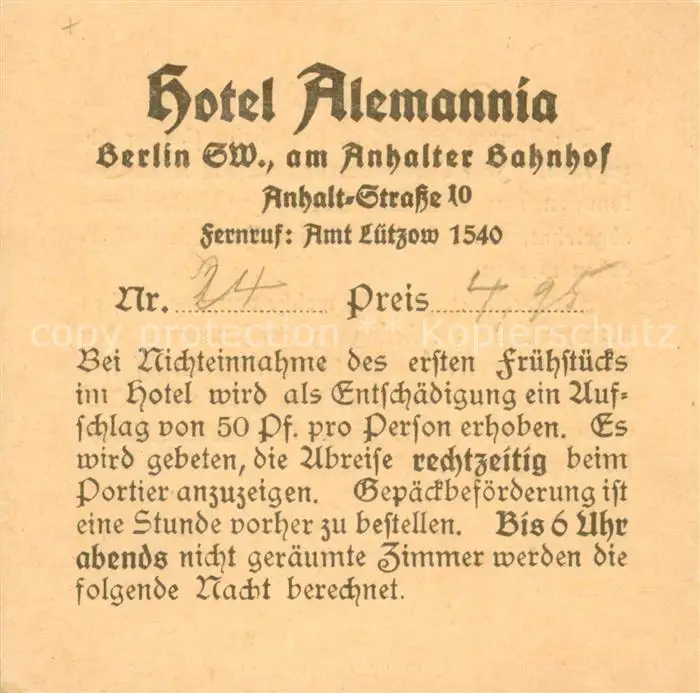 Hotel Alemannia
Berlin SW., am Anhalter Bahnhof
Anhalt-Straße 10
Fernruf: Amt Lützow 1540
Nr. 24 Preis 4,95
copy protection ** Kopierschutz
Bei Nichteinnahme des ersten Frühstücks
im Hotel wird als Entschädigung ein Auf-
schlag von 50 Pf. pro Person erhoben. Es
wird gebeten, die Abreise rechtzeitig beim
Portier anzuzeigen. Gepäckbeförderung ist
eine Stunde vorher zu bestellen. Bis 6 Uhr
abends nicht geräumte Zimmer werden die
folgende Nacht berechnet.